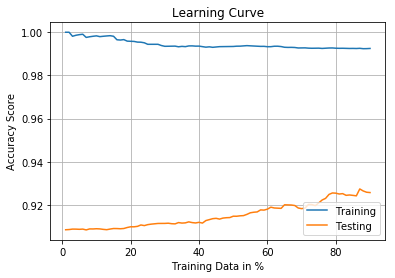 Learning Curve
1.00
0.98
0.96
0.94
0.92
Accuracy Score
0
20
40
60
80
Training Data in %
Training
Testing